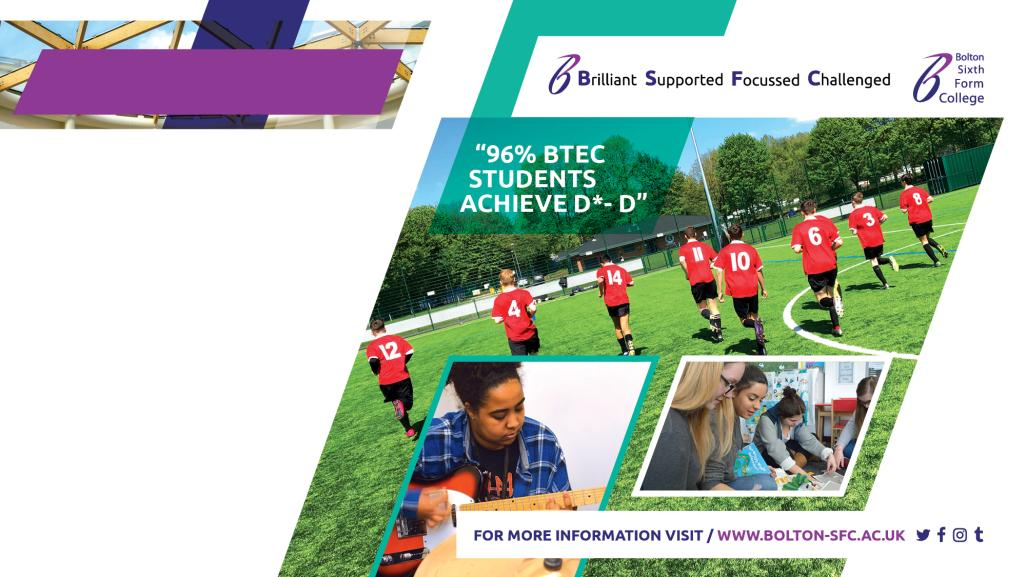 Brilliant Supported Focussed Challenged
Bolton
Sixth
Form
College
“96% BTEC
STUDENTS
ACHIEVE D*- D”
8
3
6
11
10
14
4
12
FOR MORE INFORMATION VISIT / WWW.BOLTON-SFC.AC.UK